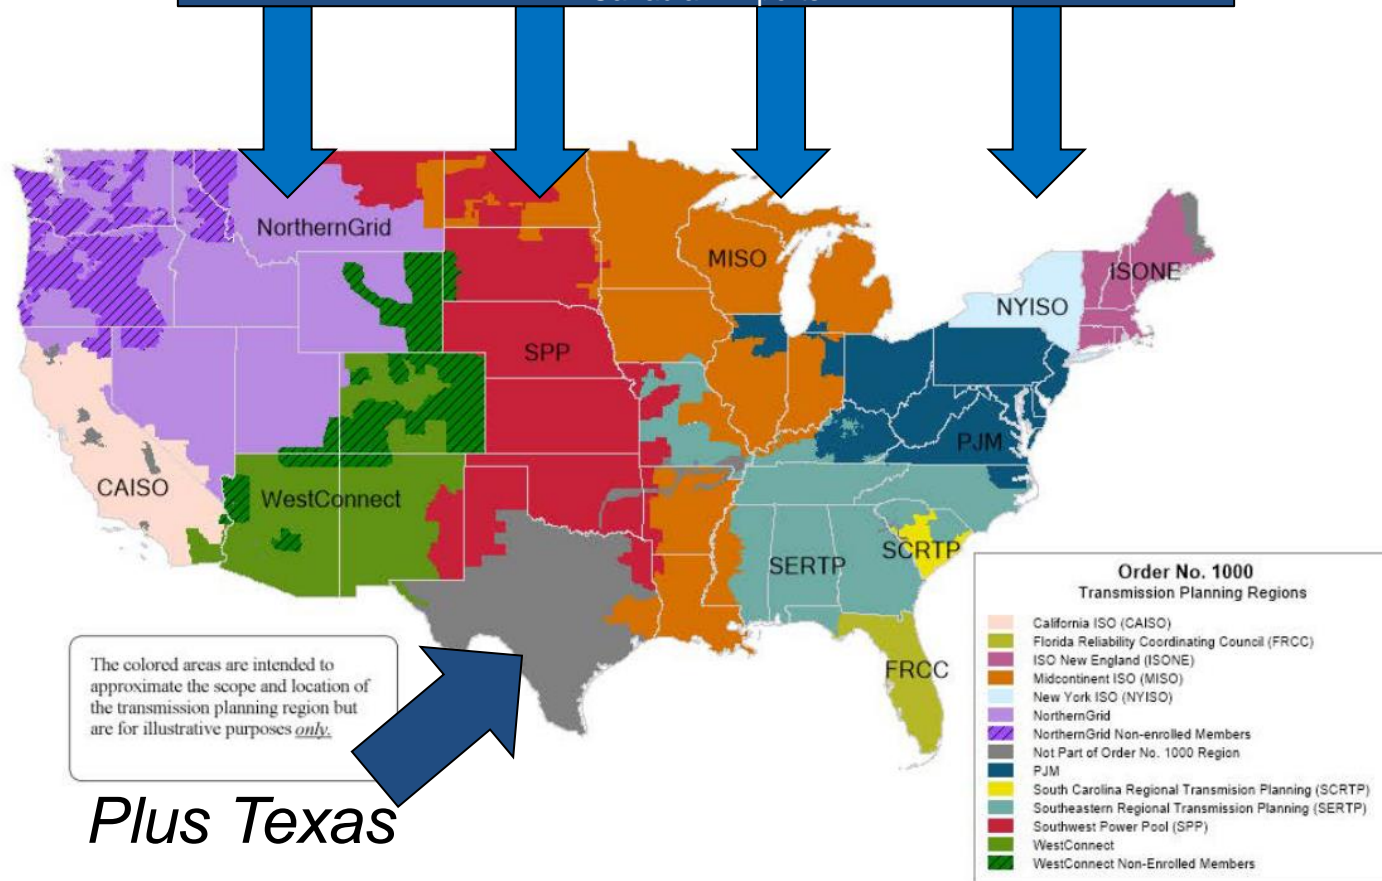 NorthernGrid
MISO
ISONE
NYISO
SPP
PJM
CAISO
WestConnect
SCRTP
SERTP
FRCC
Order No. 1000
Transmission Planning Regions
California ISO (CAISO)
Florida Reliability Coordinating Council (FRCC)
ISO New England (ISONE)
Midcontinent ISO (MISO)
New York ISO (NYISO)
NorthernGrid
NorthernGrid Non-enrolled Members
Not Part of Order No. 1000 Region
PJM
South Carolina Regional Transmision Planning (SCRTP)
Southeastern Regional Transmission Planning (SERTP)
Southwest Power Pool (SPP)
WestConnect
WestConnect Non-Enrolled Members
The colored areas are intended to
approximate the scope and location of
the transmission planning region but
are for illustrative purposes only.
Plus Texas